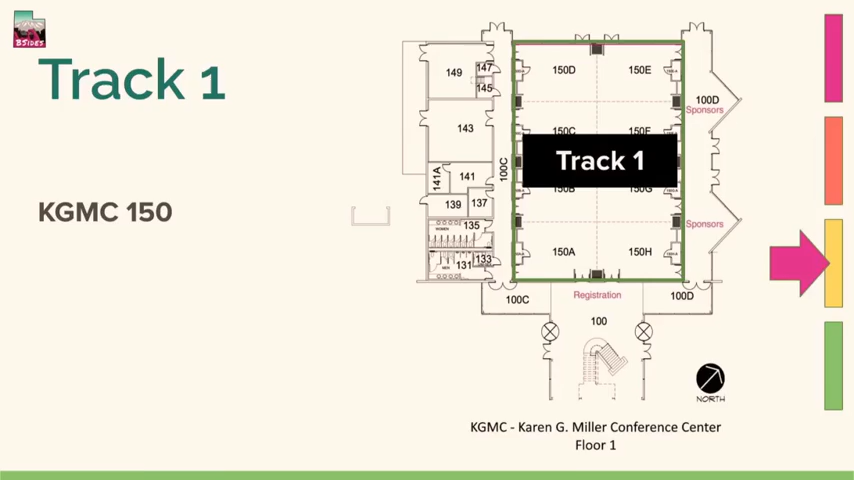 BSIDES
Track 1
KGMC 150
149
147
145
143
141A
141
139
137
135
WOMEN
133
131
MEN
100C
150D
150E
150C
150F
Track 1
150B
150G
150A
150H
100D
Sponsors
Sponsors
100C
Registration
100D
100
NORTH
KGMC - Karen G. Miller Conference Center
Floor 1